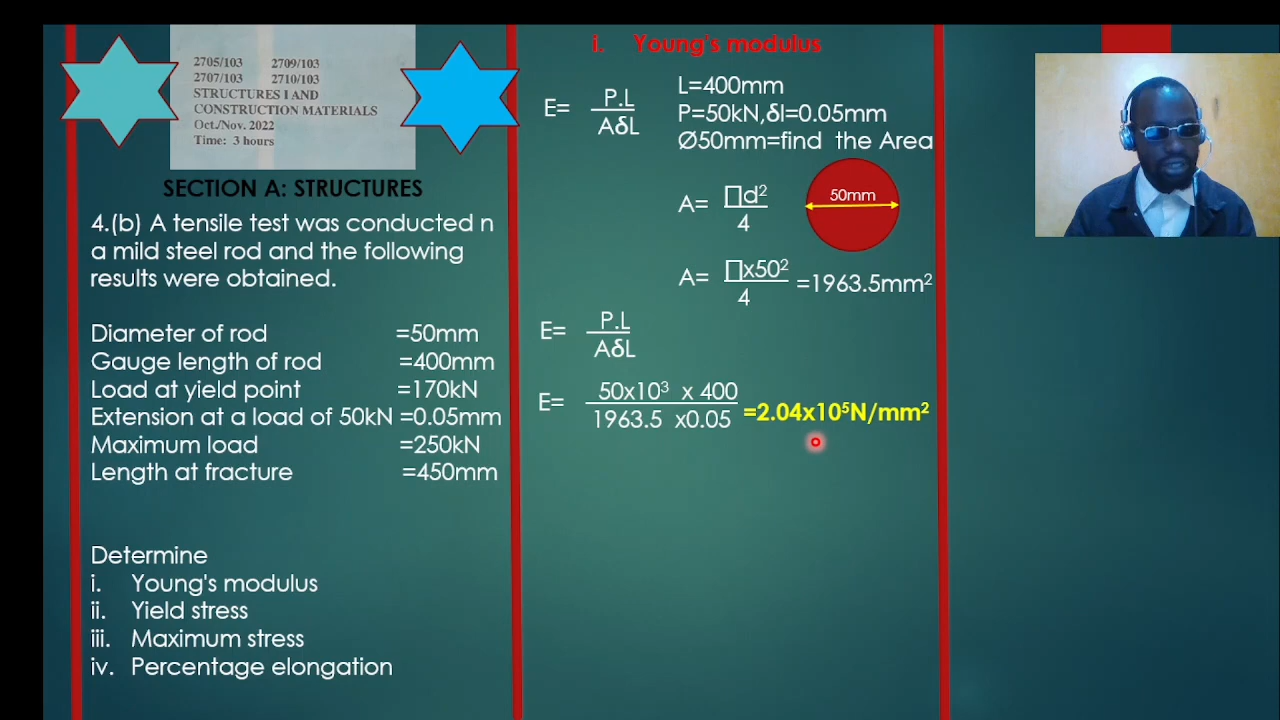 2705/103 2709/103
2707/103 2710/103
STRUCTURES I AND
CONSTRUCTION MATERIALS
Oct./Nov. 2022
Time: 3 hours
SECTION A: STRUCTURES
4.(b) A tensile test was conducted n
a mild steel rod and the following
results were obtained.
Diameter of rod =50mm
Gauge length of rod =400mm
Load at yield point =170kN
Extension at a load of 50kN =0.05mm
Maximum load =250kN
Length at fracture =450mm
Determine
i. Young's modulus
ii. Yield stress
iii. Maximum stress
iv. Percentage elongation
i. Young's modulus
E= P.L
AδL
L=400mm
P=50kN,δl=0.05mm
Ø50mm=find the Area
A= ∏d²
4
50mm
A= ∏x50² =1963.5mm²
4
E= P.L
AδL
E= 50x10³ x 400
1963.5 x0.05
=2.04x10⁵N/mm²